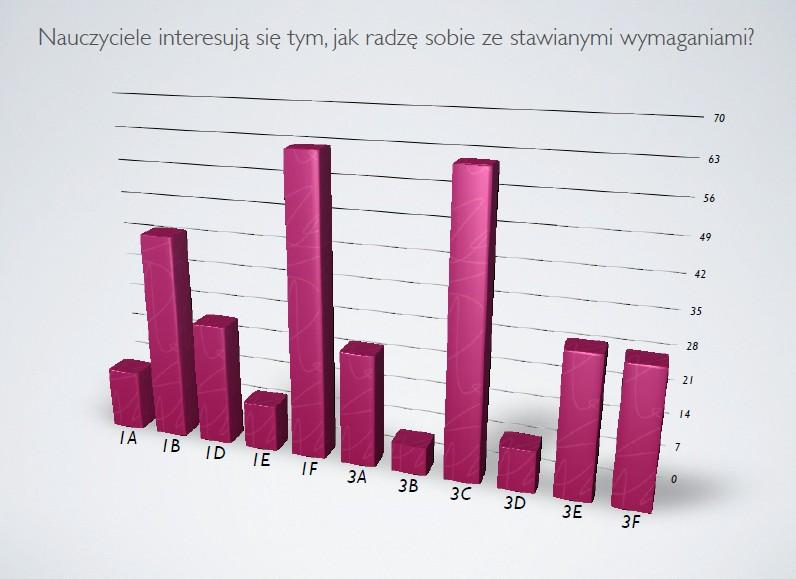 Nauczyciele interesują się tym, jak radzę sobie ze stawianymi wymaganiami?
70
63
56
49
42
35
28
21
14
7
0
1A
1B
1D
1E
1F
3A
3B
3C
3D
3E
3F